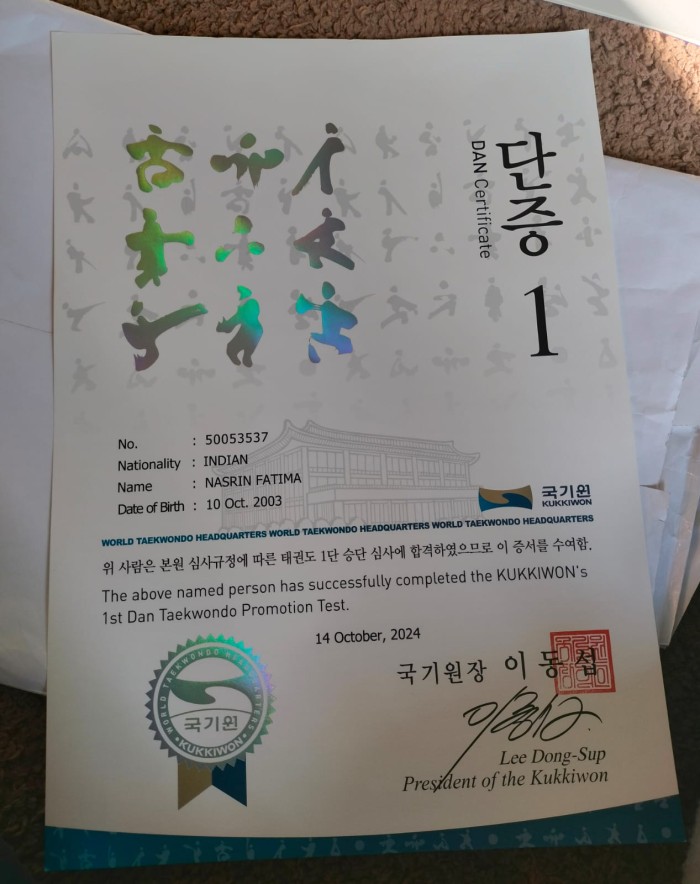 단증
DAN Certificate
1
No. : 50053537
Nationality : INDIAN
Name : NASRIN FATIMA
Date of Birth : 10 Oct. 2003
국기원
KUKKIWON
WORLD TAEKWONDO HEADQUARTERS WORLD TAEKWONDO HEADQUARTERS WORLD TAEKWONDO HEADQUARTERS
위 사람은 본원 심사규정에 따른 태권도 1단 승단 심사에 합격하였으므로 이 증서를 수여함.
The above named person has successfully completed the KUKKIWON's
1st Dan Taekwondo Promotion Test.
14 October, 2024
국기원장 이동섭
WORLD TAEKWONDO HEADQUARTERS
국기원
KUKKIWON
Lee Dong-Sup
President of the Kukkiwon